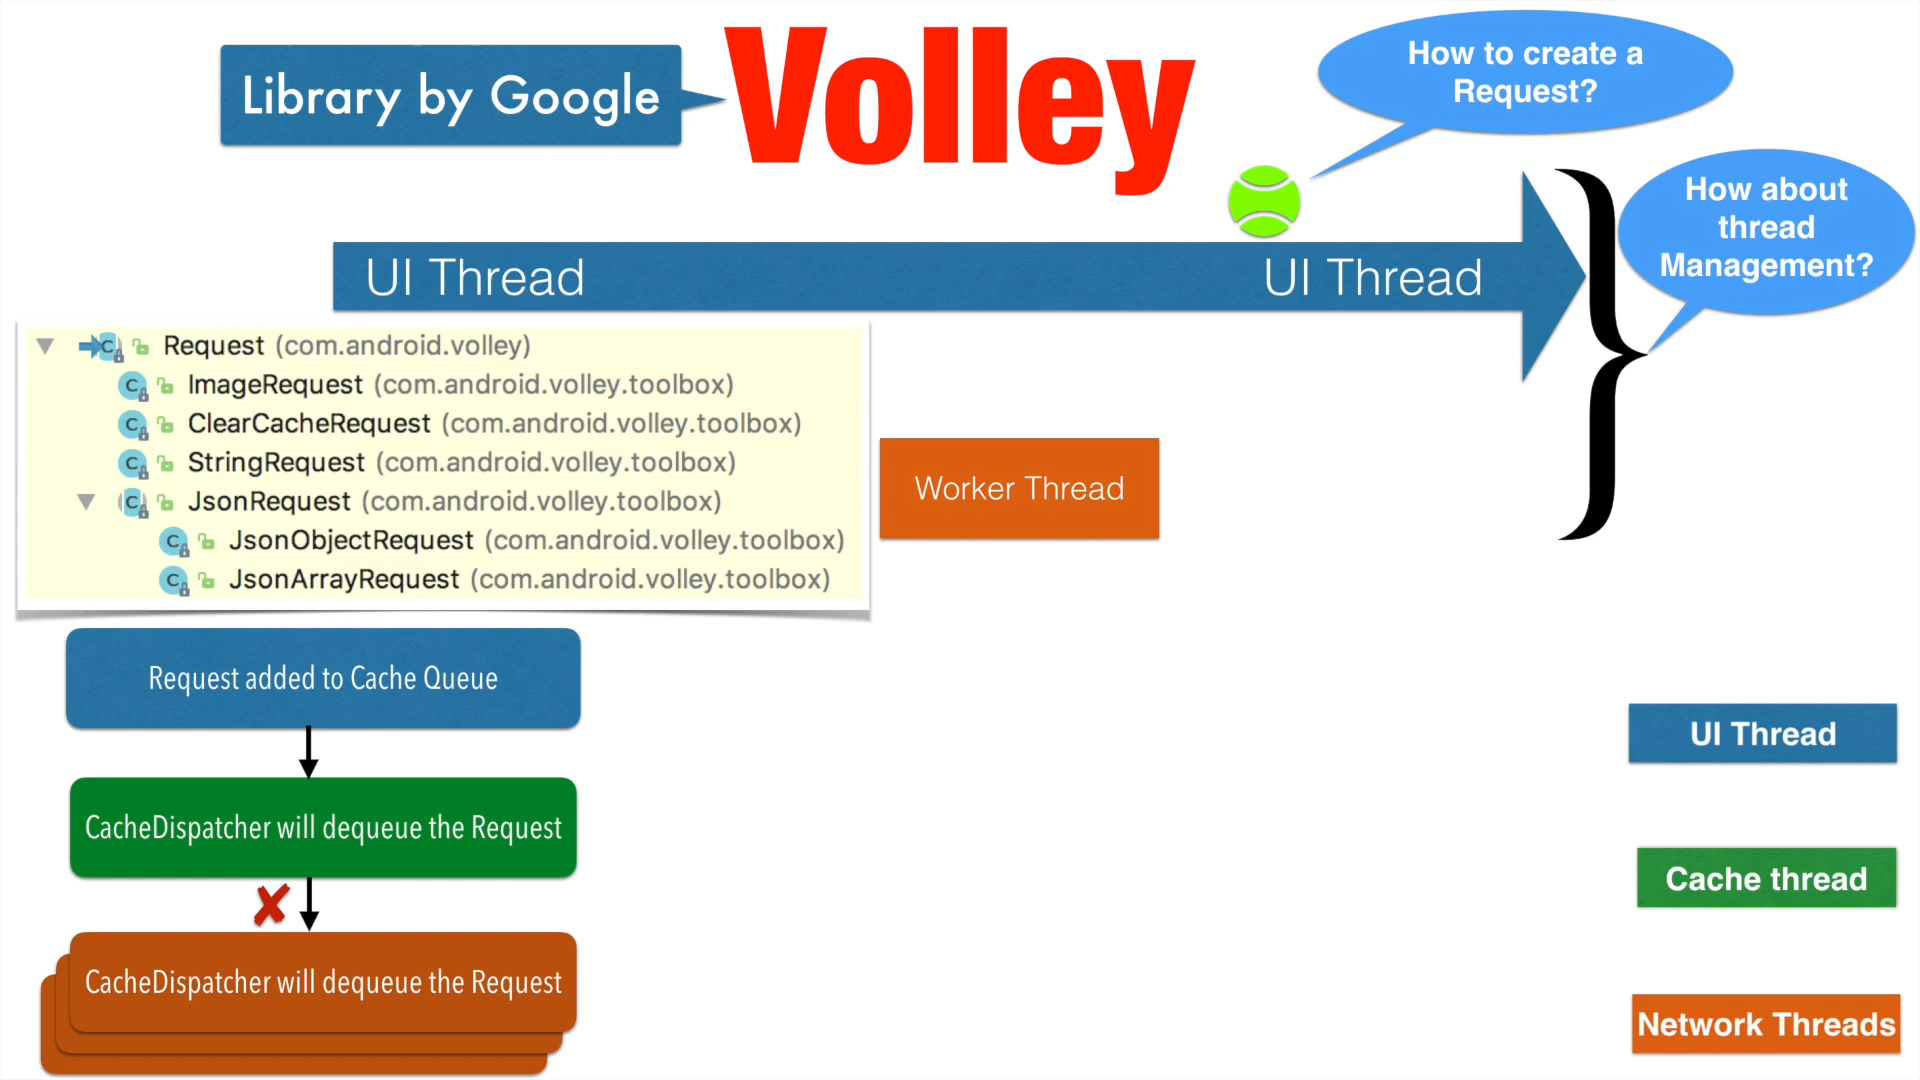 Library by Google
Volley
How to create a
Request?
How about
thread
Management?
UI Thread
UI Thread
Request (com.android.volley)
ImageRequest (com.android.volley.toolbox)
ClearCacheRequest (com.android.volley.toolbox)
StringRequest (com.android.volley.toolbox)
JsonRequest (com.android.volley.toolbox)
JsonObjectRequest (com.android.volley.toolbox)
JsonArrayRequest (com.android.volley.toolbox)
Worker Thread
Request added to Cache Queue
CacheDispatcher will dequeue the Request
CacheDispatcher will dequeue the Request
UI Thread
Cache thread
Network Threads